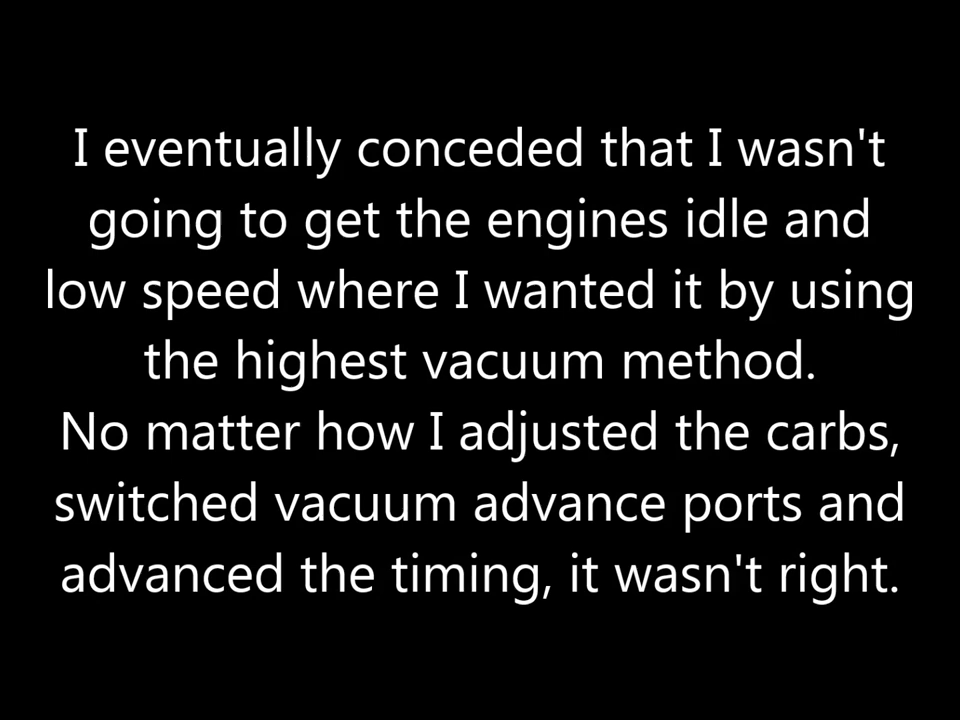 I eventually conceded that I wasn't
going to get the engines idle and
low speed where I wanted it by using
the highest vacuum method.
No matter how I adjusted the carbs,
switched vacuum advance ports and
advanced the timing, it wasn't right.